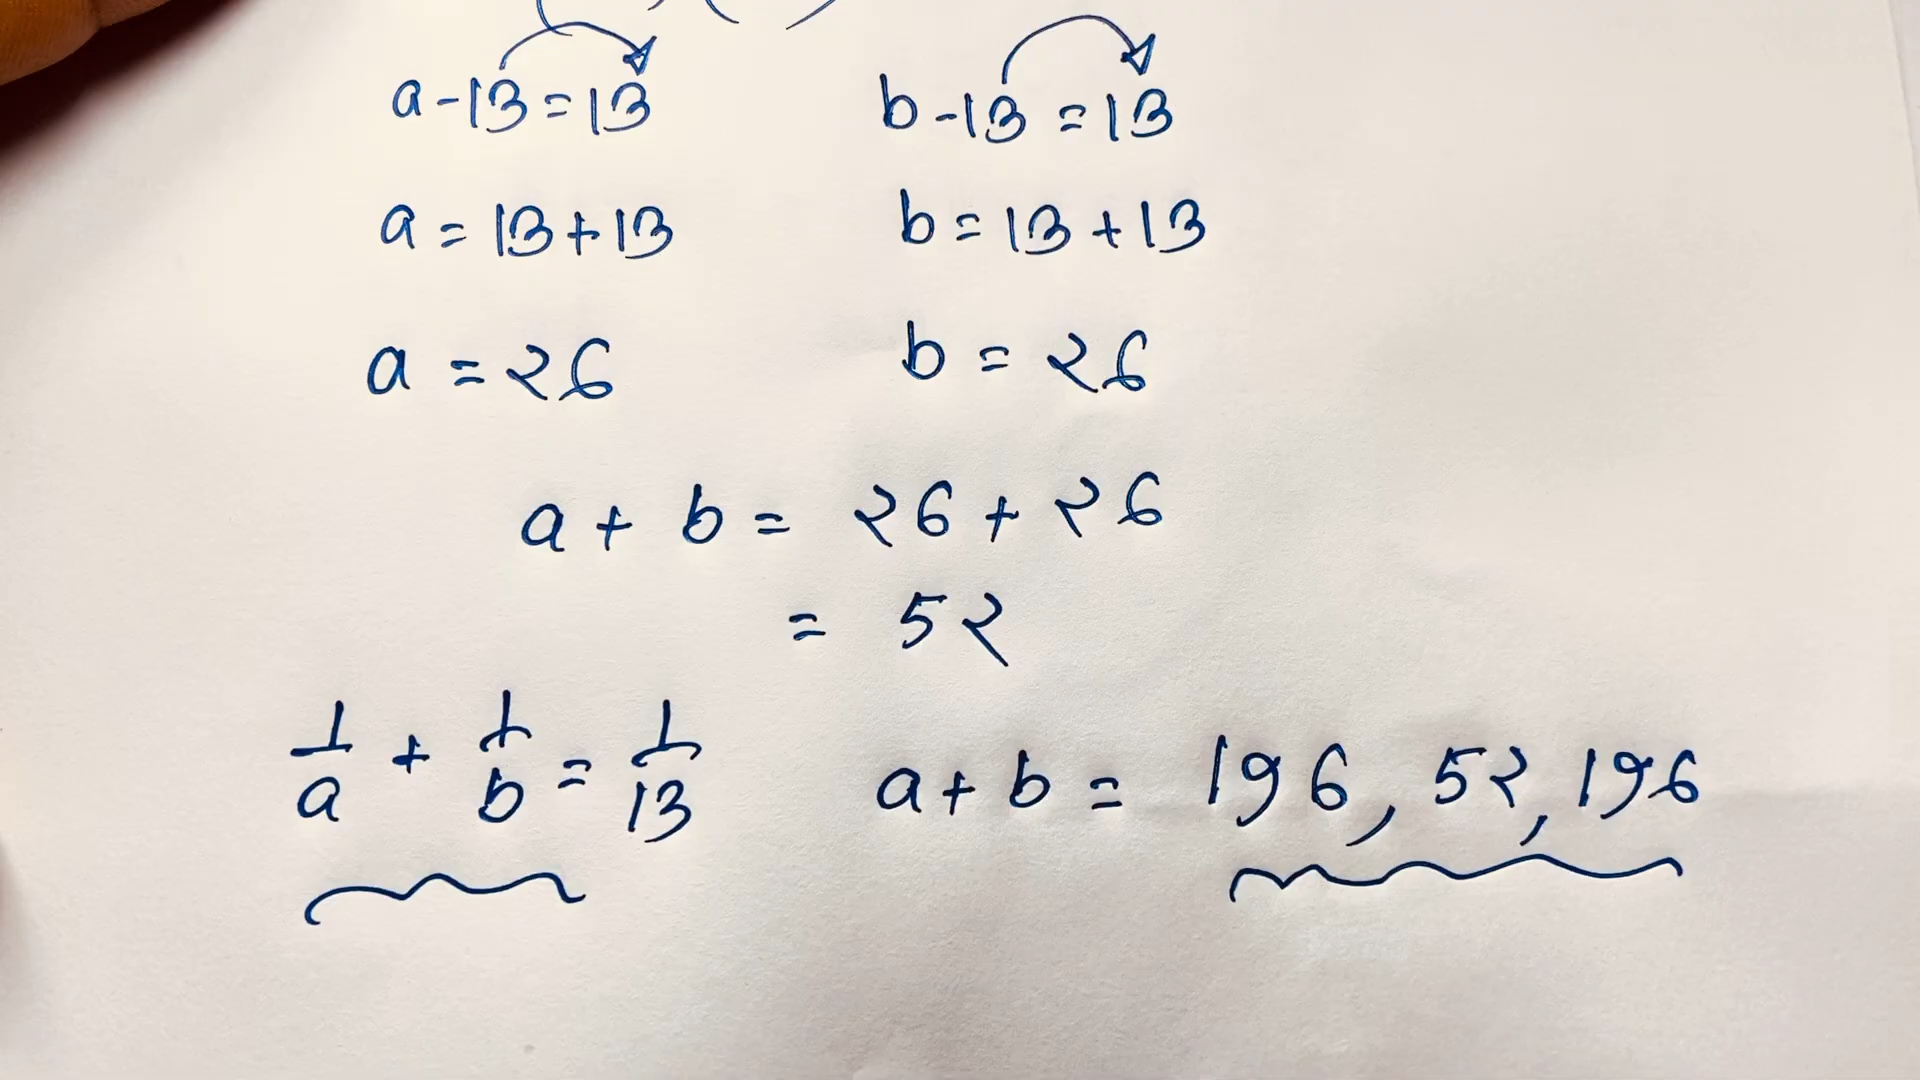 a-13=13 b-13=13
a=13+13 b=13+13
a=26 b=26
a+b=26+26
=52
1/a+1/b=1/13 a+b=196,52,196